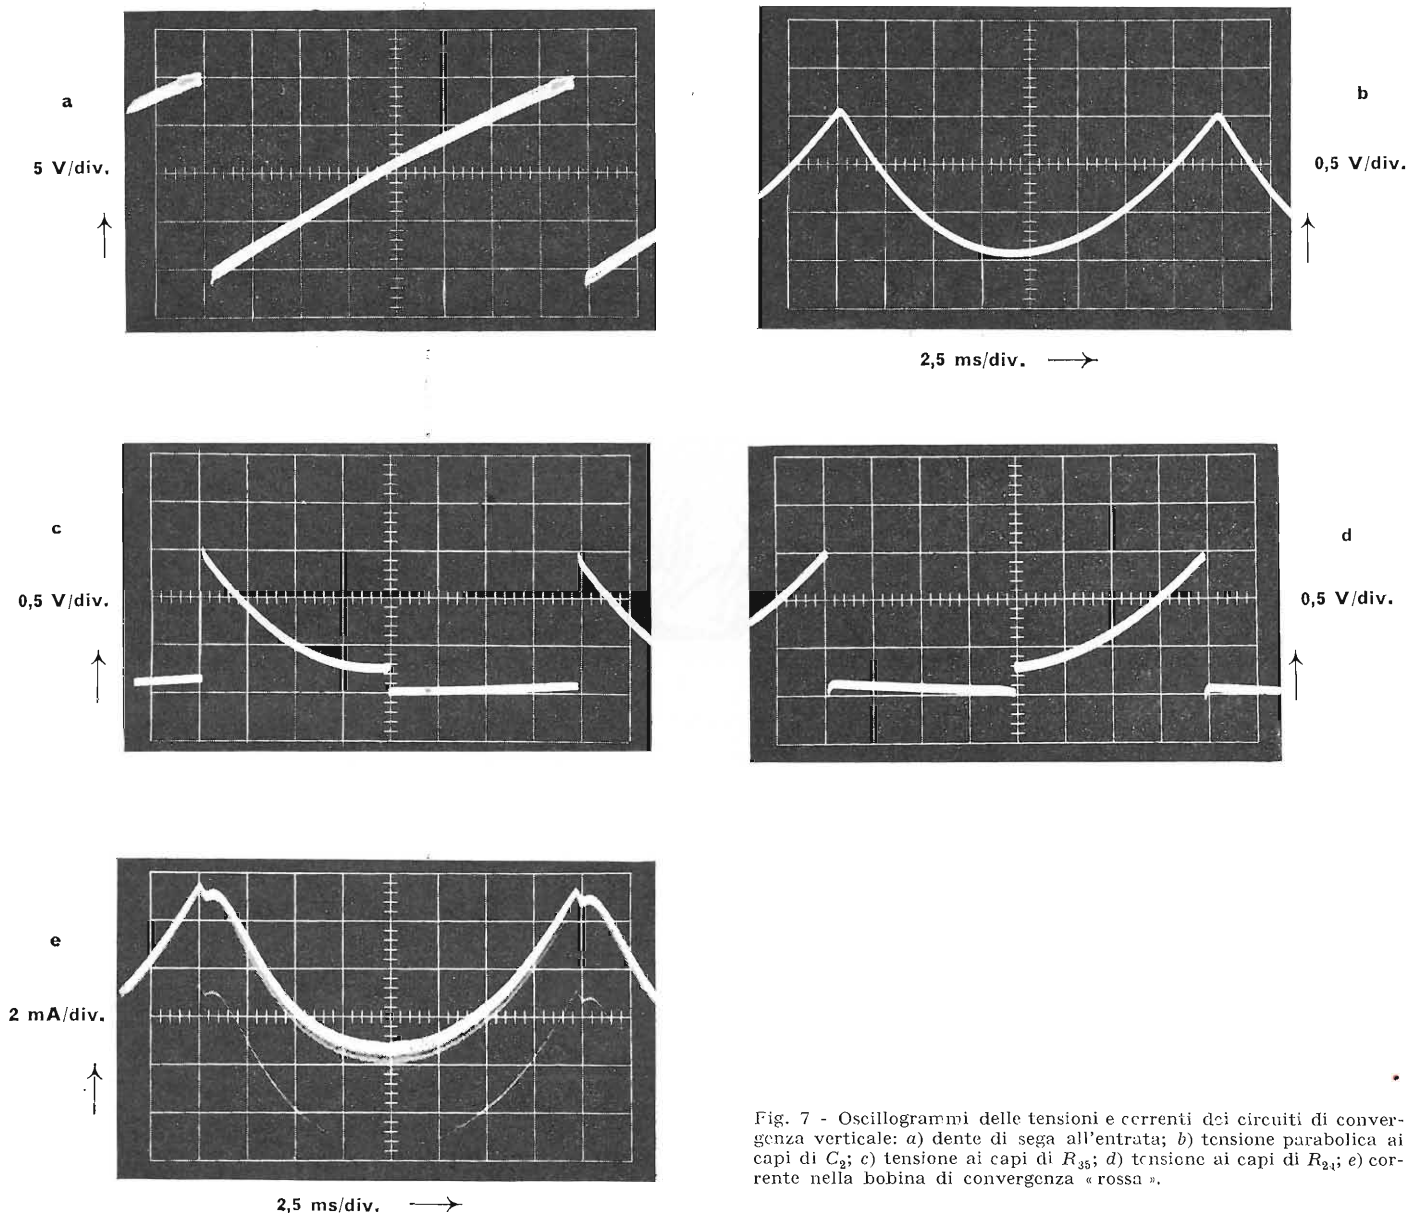 a
5 V/div.
b
0,5 V/div.
2,5 ms/div.
c
0,5 V/div.
d
0,5 V/div.
e
2 mA/div.
2,5 ms/div.
Fig. 7 - Oscillogrammi delle tensioni e correnti dei circuiti di conver-
genza verticale: a) dente di sega all'entrata; b) tensione parabolica ai
capi di C2; c) tensione ai capi di R35; d) tensione ai capi di R24; e) cor-
rente nella bobina di convergenza « rossa ».